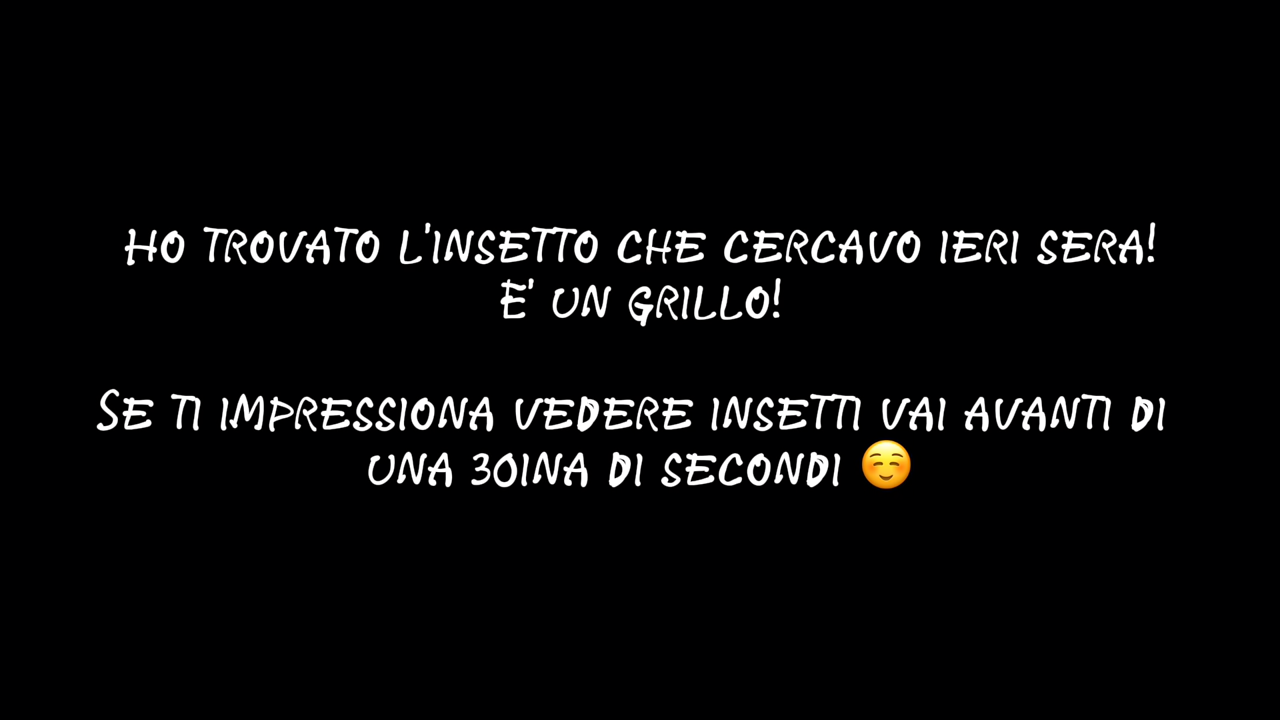 HO TROVATO L'INSETTO CHE CERCAVO IERI SERA!
E' UN GRILLO!
SE TI IMPRESSIONA VEDERE INSETTI VAI AVANTI DI
UNA 30INA DI SECONDI ☺️